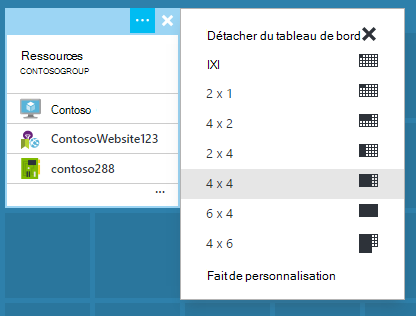 Ressources
CONTOSOGROUP
Contoso
ContosoWebsite123
contoso288
...
Détacher du tableau de bord
IXI
2 x 1
4 x 2
2 x 4
4 x 4
6 x 4
4 x 6
Fait de personnalisation